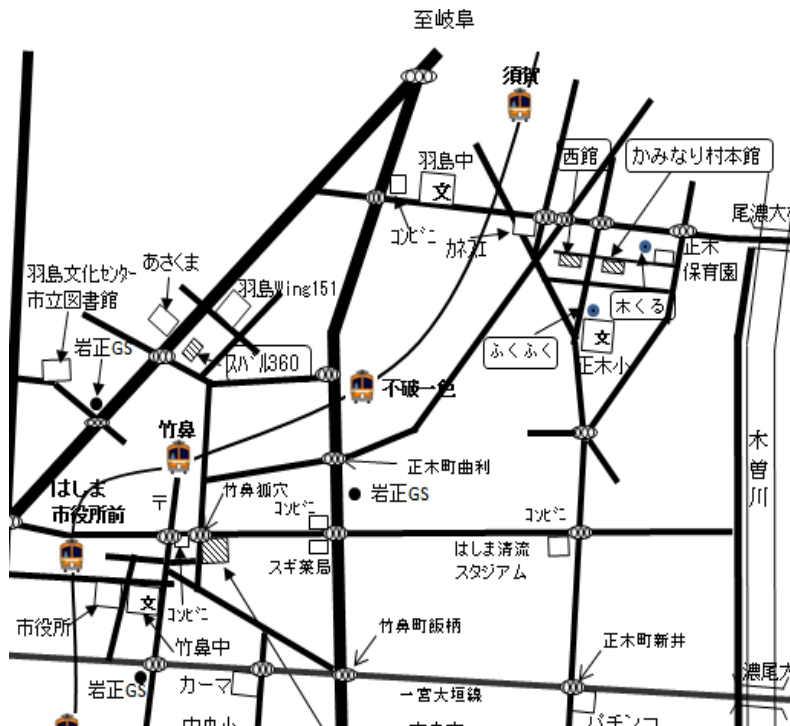 至岐阜
須賀
羽島中
文
西館
かみなり村本館
コンビニ
カネスエ
正木
保育園
木くる
ふくふく
文
正木小
羽島文化センター
市立図書館
あさくま
羽島Wing151
岩正GS
スバル360
不破一色
竹鼻
正木町曲利
岩正GS
木曽川
はしま
市役所前
〒
竹鼻狐穴
コンビニ
コンビニ
スギ薬局
はしま清流
スタジアム
市役所
文
コンビニ
竹鼻中
竹鼻町飯柄
正木町新井
岩正GS
カーマ
一宮大垣線